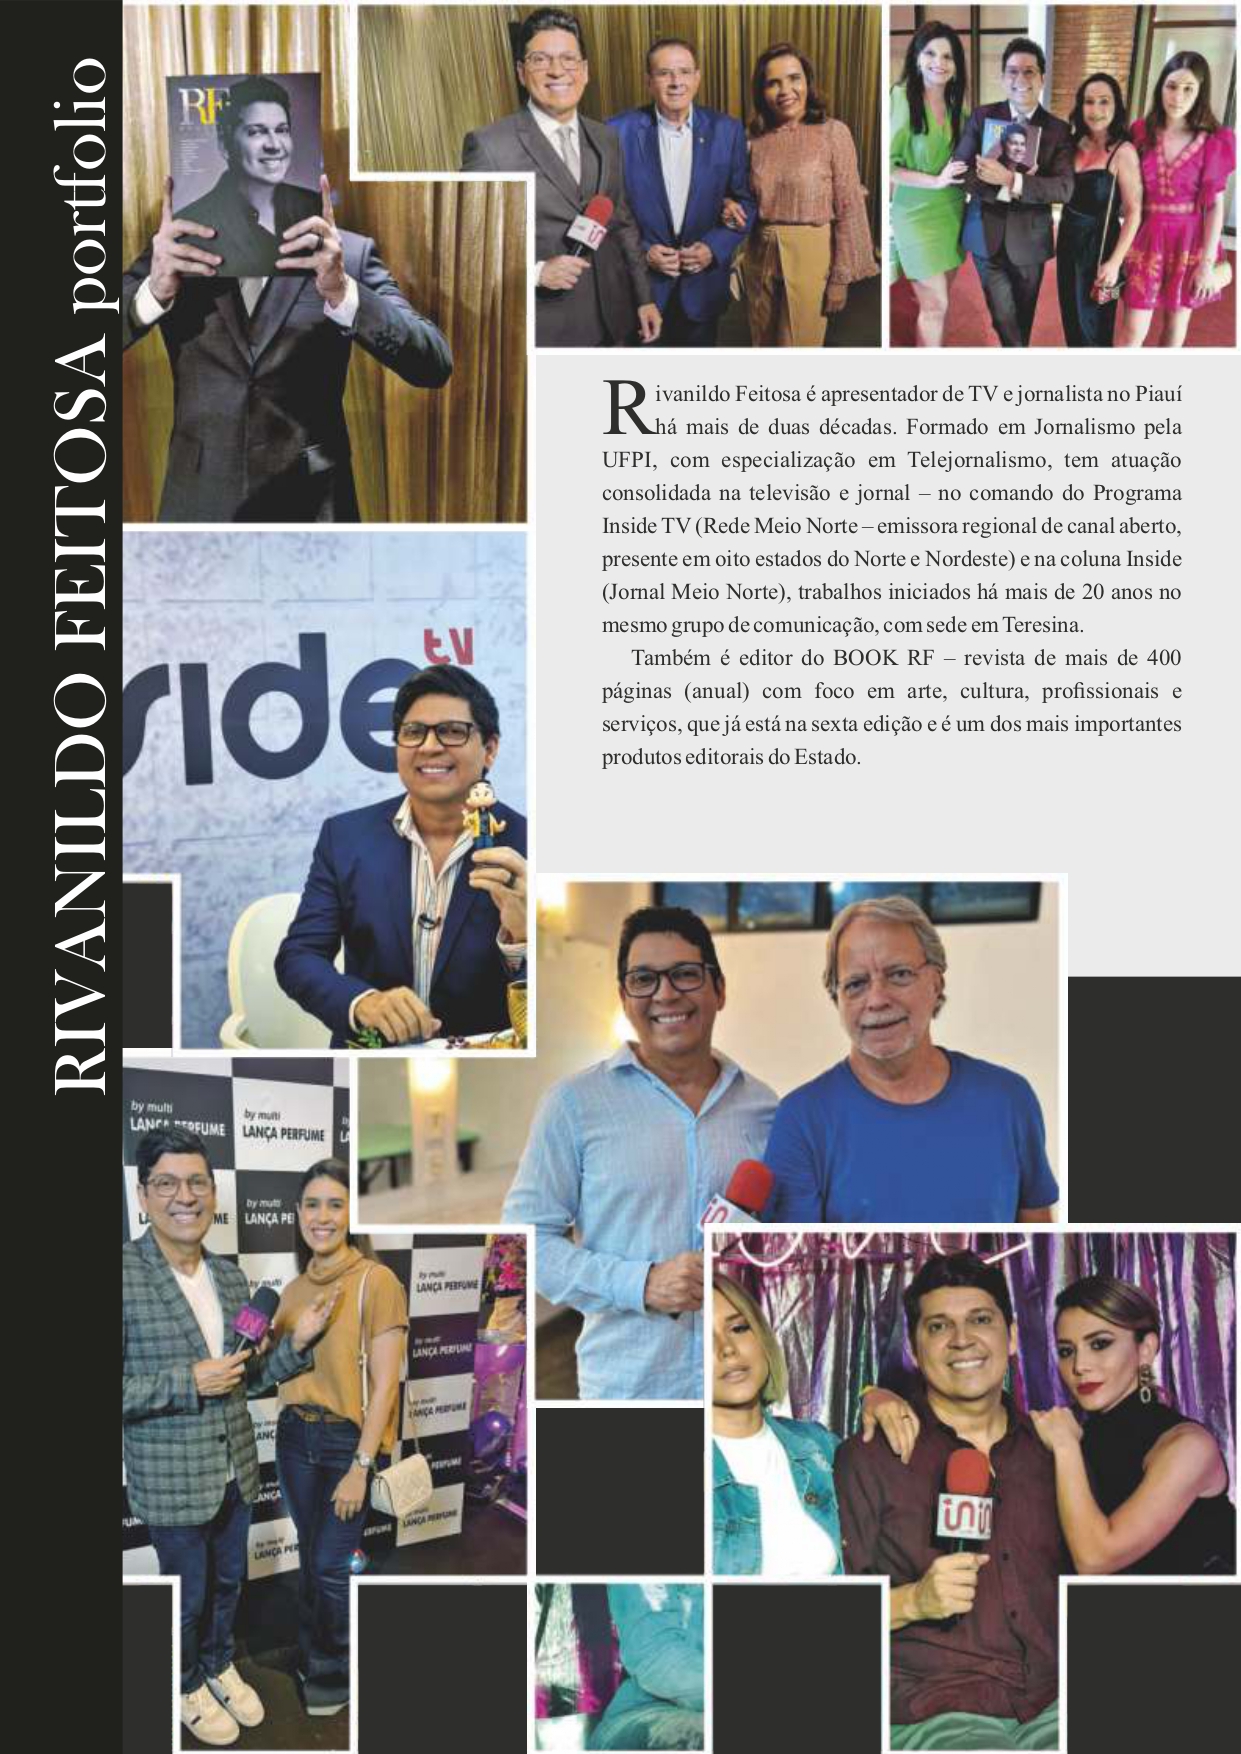 RIVANILDO FEITOSA portfolio
RF
Rivanildo Feitosa é apresentador de TV e jornalista no Piauí
há mais de duas décadas. Formado em Jornalismo pela
UFPI, com especialização em Telejornalismo, tem atuação
consolidada na televisão e jornal – no comando do Programa
Inside TV (Rede Meio Norte – emissora regional de canal aberto,
presente em oito estados do Norte e Nordeste) e na coluna Inside
(Jornal Meio Norte), trabalhos iniciados há mais de 20 anos no
mesmo grupo de comunicação, com sede em Teresina.
Também é editor do BOOK RF – revista de mais de 400
páginas (anual) com foco em arte, cultura, profissionais e
serviços, que já está na sexta edição e é um dos mais importantes
produtos editorais do Estado.
side tv
by multi
LANÇA PERFUME
by multi
LANÇA PERFUME
by multi
LANÇA PE
by multi
LANÇA PERFUME
by multi
LANÇA PERFUME
LANÇA PERFUME
LANÇA PERFUME
LANÇA PER